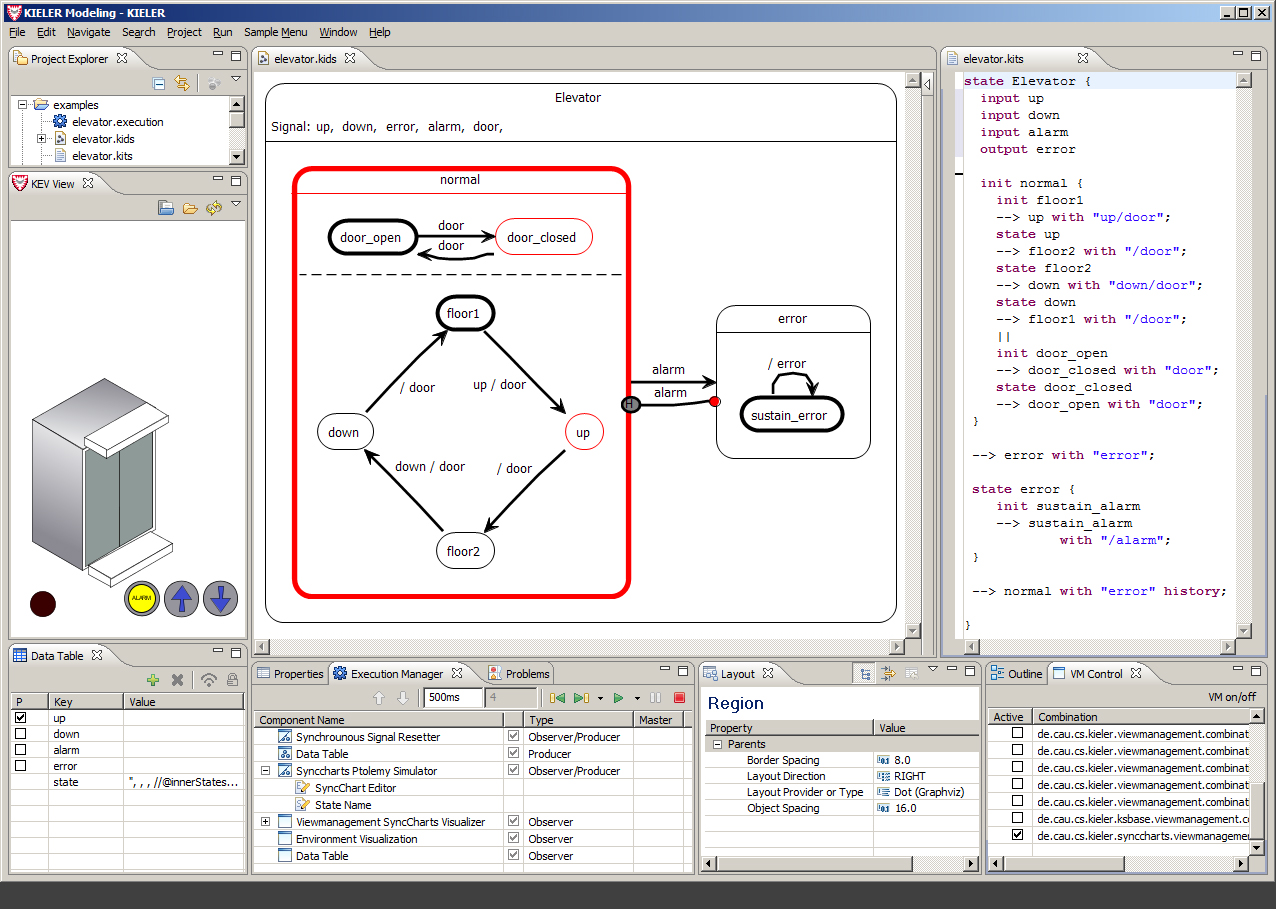 KIELER Modeling - KIELER
File Edit Navigate Search Project Run Sample Menu Window Help
Project Explorer
examples
elevator.execution
elevator.kids
elevator.kits
KEV View
ALARM
elevator.kids
Elevator
Signal: up, down, error, alarm, door,
normal
door_open
door
door
door_closed
floor1
/ door
up / door
down
up
down / door
/ door
floor2
alarm
alarm
H
error
/ error
sustain_error
elevator.kits
state Elevator {
input up
input down
input alarm
output error
init normal {
init floor1
--> up with "up/door";
state up
--> floor2 with "/door";
state floor2
--> down with "down/door";
state down
--> floor1 with "/door";
||
init door_open
--> door_closed with "door";
state door_closed
--> door_open with "door";
}
--> error with "error";
state error {
init sustain_alarm
--> sustain_alarm
with "/alarm";
}
--> normal with "error" history;
}
Data Table
P Key Value
up
down
alarm
error
state ", , , //@innerStates...
Properties Execution Manager Problems
500ms 4
Component Name Type Master
Synchrounous Signal Resetter Observer/Producer
Data Table Producer
Synccharts Ptolemy Simulator Observer/Producer
SyncChart Editor
State Name
Viewmanagement SyncCharts Visualizer Observer
Environment Visualization Observer
Data Table Observer
Layout
Region
Property Value
Parents
Border Spacing 8.0
Layout Direction RIGHT
Layout Provider or Type Dot (Graphviz)
Object Spacing 16.0
Outline VM Control
VM on/off
Active Combination
de.cau.cs.kieler.viewmanagement.combinat
de.cau.cs.kieler.viewmanagement.combinat
de.cau.cs.kieler.viewmanagement.combinat
de.cau.cs.kieler.viewmanagement.combinat
de.cau.cs.kieler.viewmanagement.combinat
de.cau.cs.kieler.ksbase.viewmanagement.c
de.cau.cs.kieler.synccharts.viewmanageme